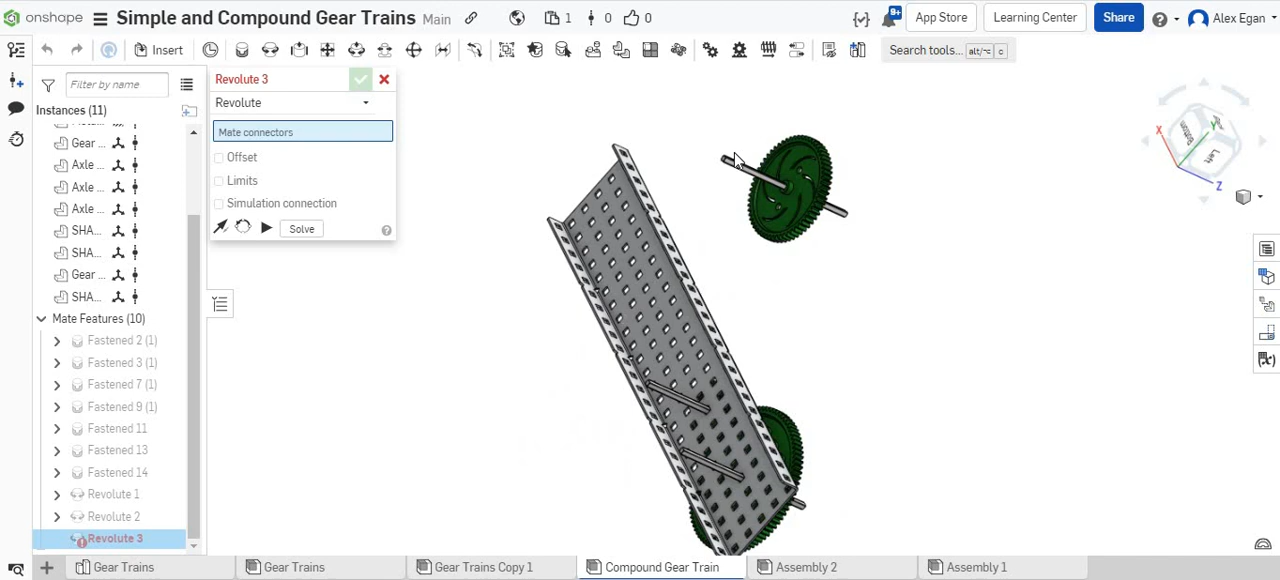 onshape Simple and Compound Gear Trains Main 1 0 0 9+ App Store Learning Center Share Alex Egan
Insert Search tools... alt/⌥ c
Filter by name
Instances (11)
Gear ...
Axle ...
Axle ...
Axle ...
SHA...
SHA...
Gear ...
SHA...
Mate Features (10)
Fastened 2 (1)
Fastened 3 (1)
Fastened 7 (1)
Fastened 9 (1)
Fastened 11
Fastened 13
Fastened 14
Revolute 1
Revolute 2
Revolute 3
Revolute 3
Revolute
Mate connectors
Offset
Limits
Simulation connection
Solve
X Y Z Bottom Left
Gear Trains Gear Trains Gear Trains Copy 1 Compound Gear Train Assembly 2 Assembly 1